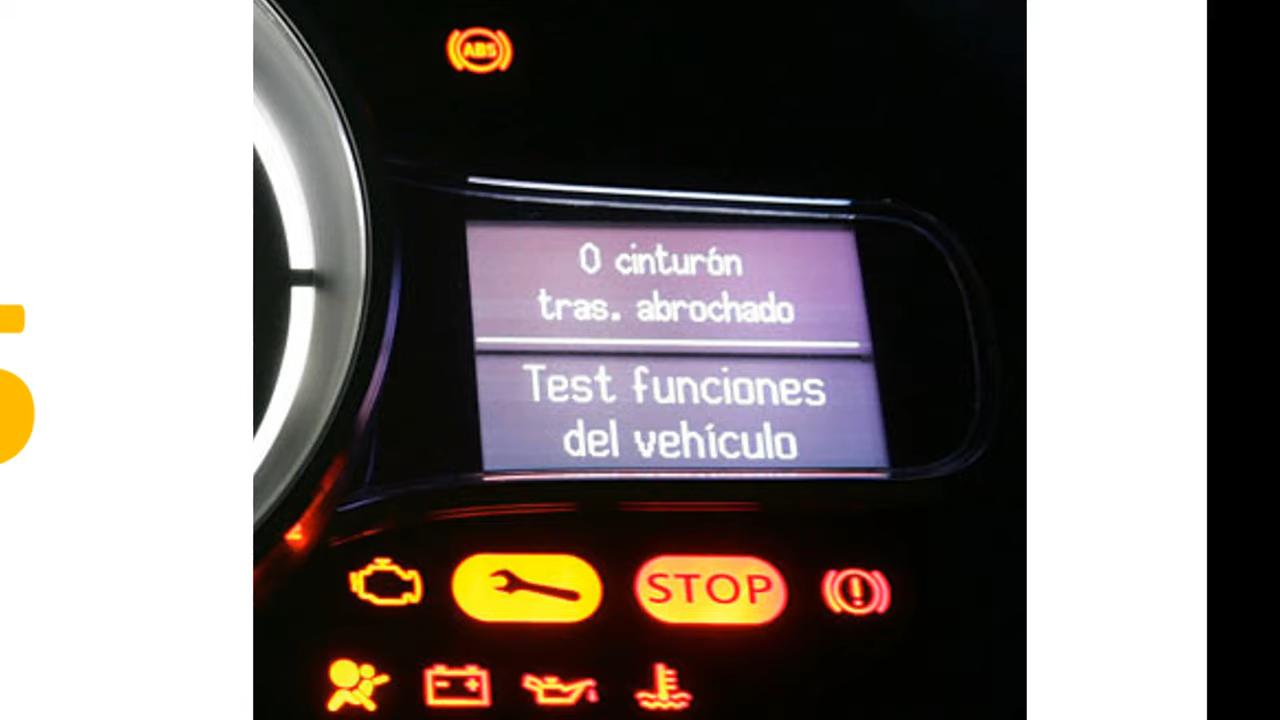 ABS
0 cinturón
tras. abrochado
Test funciones
del vehículo
STOP